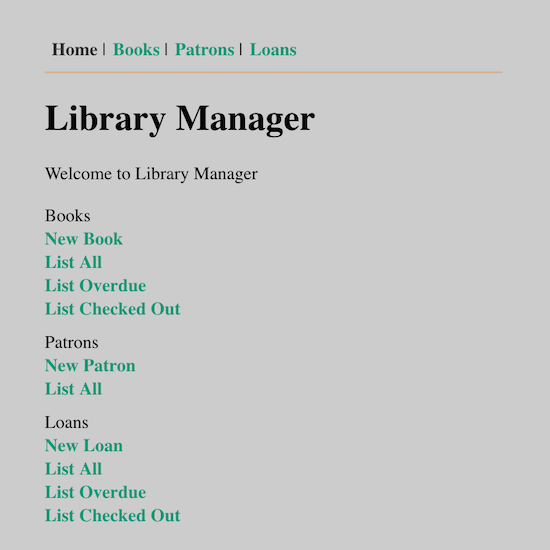 Home | Books | Patrons | Loans
Library Manager
Welcome to Library Manager
Books
New Book
List All
List Overdue
List Checked Out
Patrons
New Patron
List All
Loans
New Loan
List All
List Overdue
List Checked Out